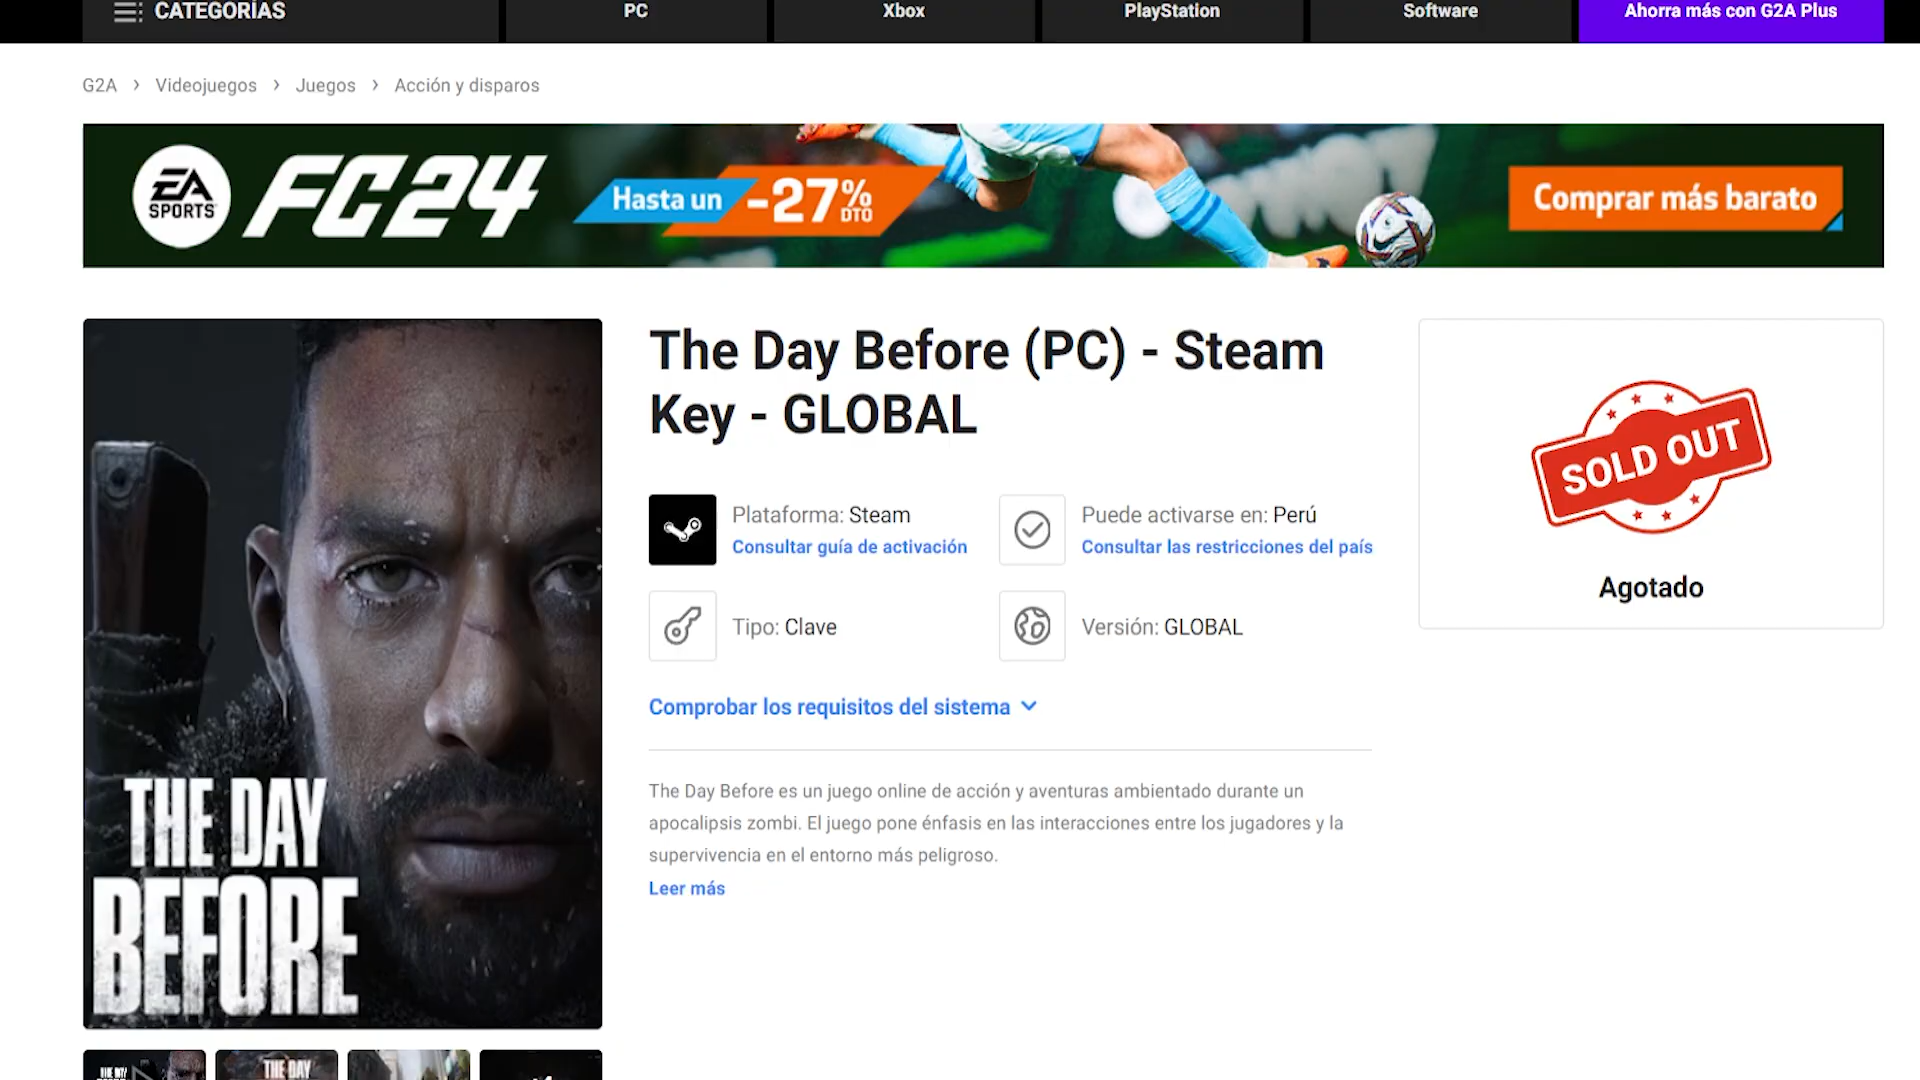 CATEGORÍAS
PC
Xbox
PlayStation
Software
Ahorra más con G2A Plus
G2A > Videojuegos > Juegos > Acción y disparos
EA SPORTS
FC24
Hasta un -27% DTO
Comprar más barato
THE DAY
BEFORE
The Day Before (PC) - Steam
Key - GLOBAL
Plataforma: Steam
Consultar guía de activación
Puede activarse en: Perú
Consultar las restricciones del país
Tipo: Clave
Versión: GLOBAL
Comprobar los requisitos del sistema
The Day Before es un juego online de acción y aventuras ambientado durante un
apocalipsis zombi. El juego pone énfasis en las interacciones entre los jugadores y la
supervivencia en el entorno más peligroso.
Leer más
SOLD OUT
Agotado
THE DAY
THE DAY